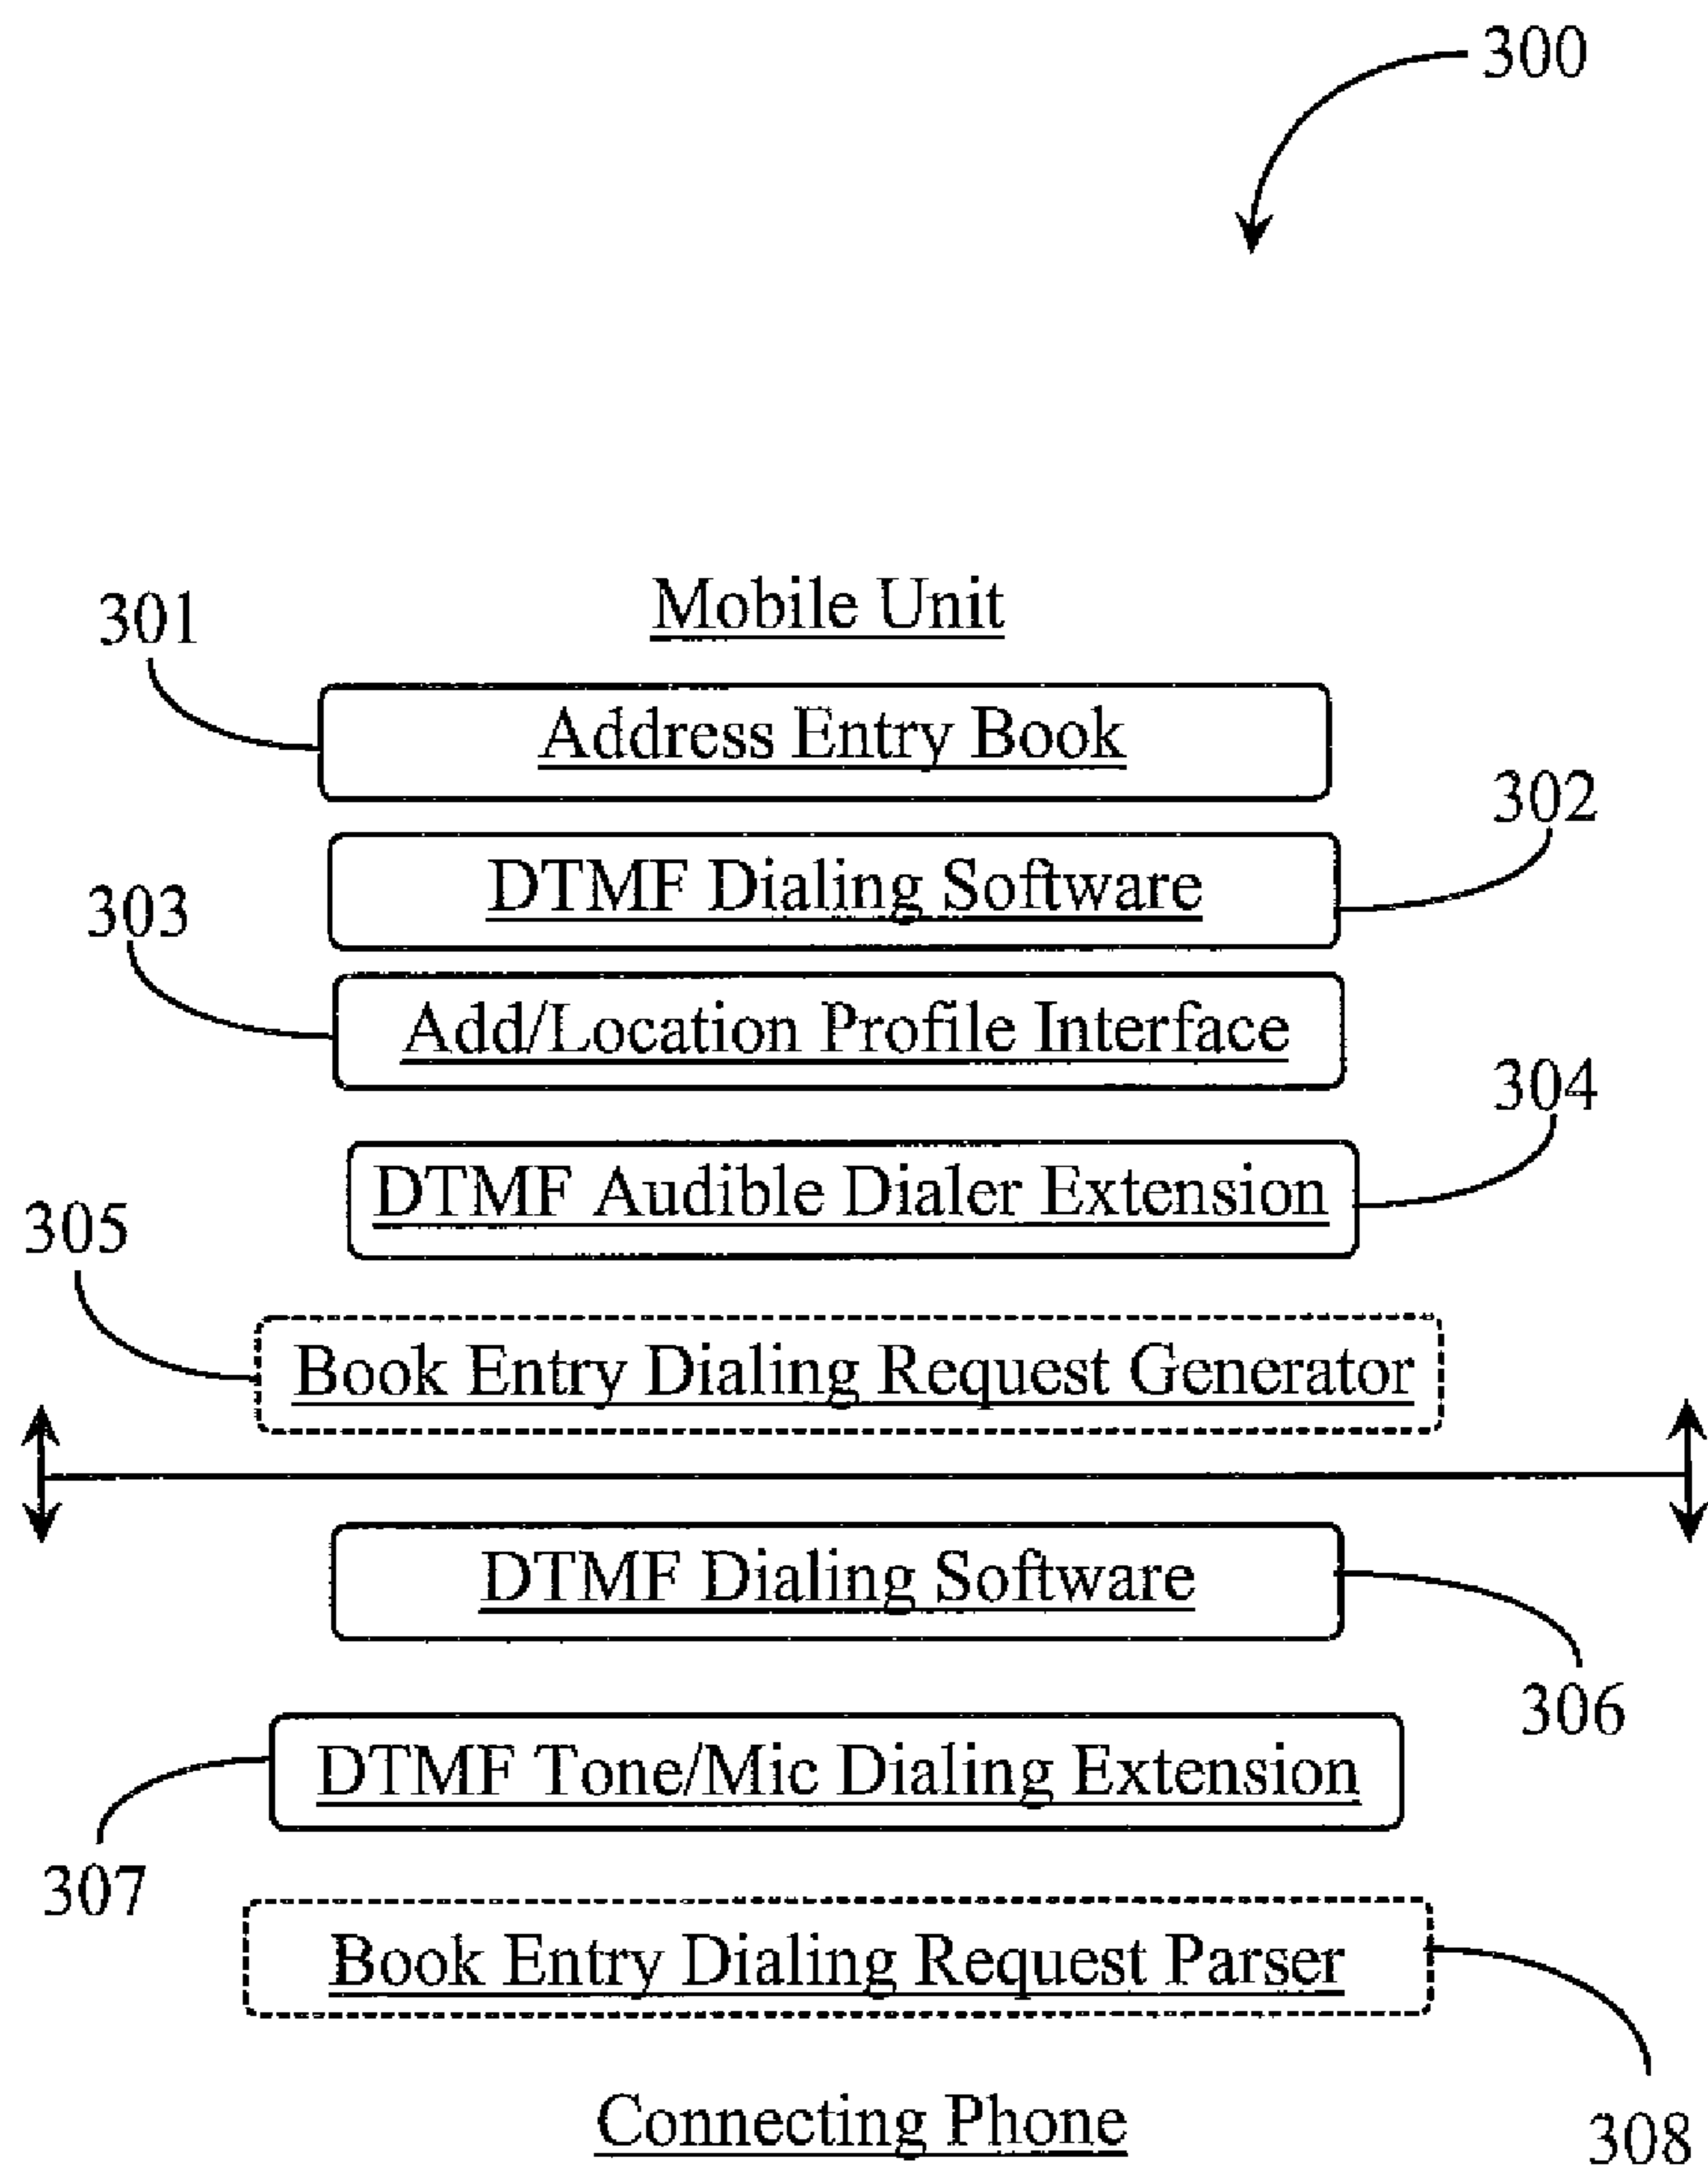 300
Mobile Unit
301
Address Entry Book
302
DTMF Dialing Software
303
Add/Location Profile Interface
304
DTMF Audible Dialer Extension
305
Book Entry Dialing Request Generator
DTMF Dialing Software
306
DTMF Tone/Mic Dialing Extension
307
Book Entry Dialing Request Parser
308
Connecting Phone